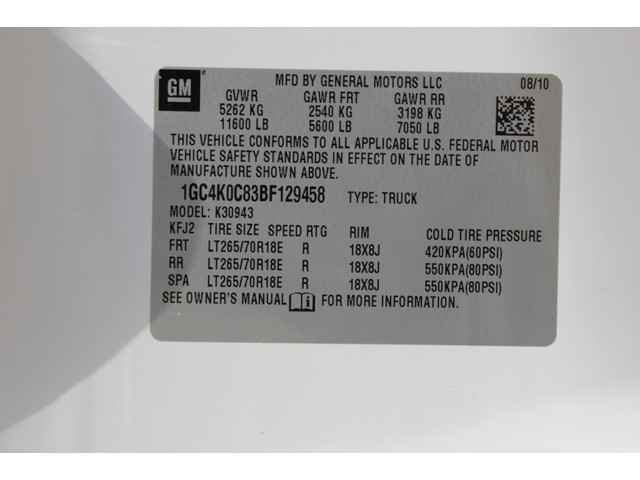 GM MFD BY GENERAL MOTORS LLC 08/10
GVWR GAWR FRT GAWR RR
5262 KG 2540 KG 3198 KG
11600 LB 5600 LB 7050 LB
THIS VEHICLE CONFORMS TO ALL APPLICABLE U.S. FEDERAL MOTOR
VEHICLE SAFETY STANDARDS IN EFFECT ON THE DATE OF
MANUFACTURE SHOWN ABOVE.
1GC4K0C83BF129458 TYPE: TRUCK
MODEL: K30943
KFJ2 TIRE SIZE SPEED RTG RIM COLD TIRE PRESSURE
FRT LT265/70R18E R 18X8J 420KPA(60PSI)
RR LT265/70R18E R 18X8J 550KPA(80PSI)
SPA LT265/70R18E R 18X8J 550KPA(80PSI)
SEE OWNER'S MANUAL FOR MORE INFORMATION.